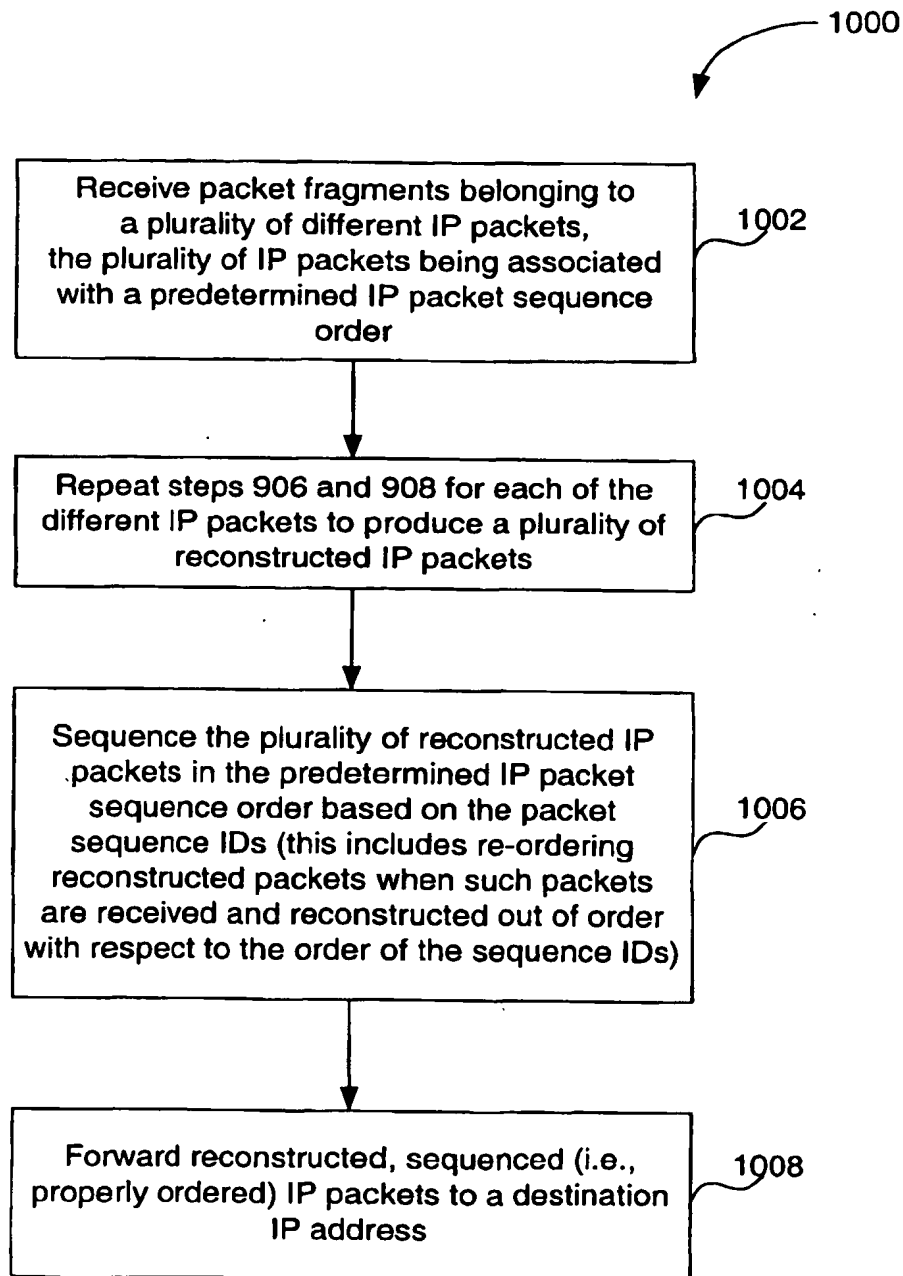 1000
Receive packet fragments belonging to
a plurality of different IP packets,
the plurality of IP packets being associated
with a predetermined IP packet sequence
order
1002
Repeat steps 906 and 908 for each of the
different IP packets to produce a plurality of
reconstructed IP packets
1004
Sequence the plurality of reconstructed IP
packets in the predetermined IP packet
sequence order based on the packet
sequence IDs (this includes re-ordering
reconstructed packets when such packets
are received and reconstructed out of order
with respect to the order of the sequence IDs)
1006
Forward reconstructed, sequenced (i.e.,
properly ordered) IP packets to a destination
IP address
1008